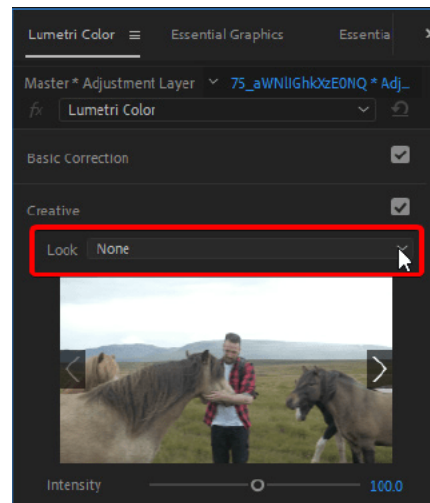 Lumetri Color Essential Graphics Essentia
Master * Adjustment Layer 75_aWNlIGhkXzE0NQ * Adj...
fx Lumetri Color
Basic Correction
Creative
Look None
Intensity 100.0